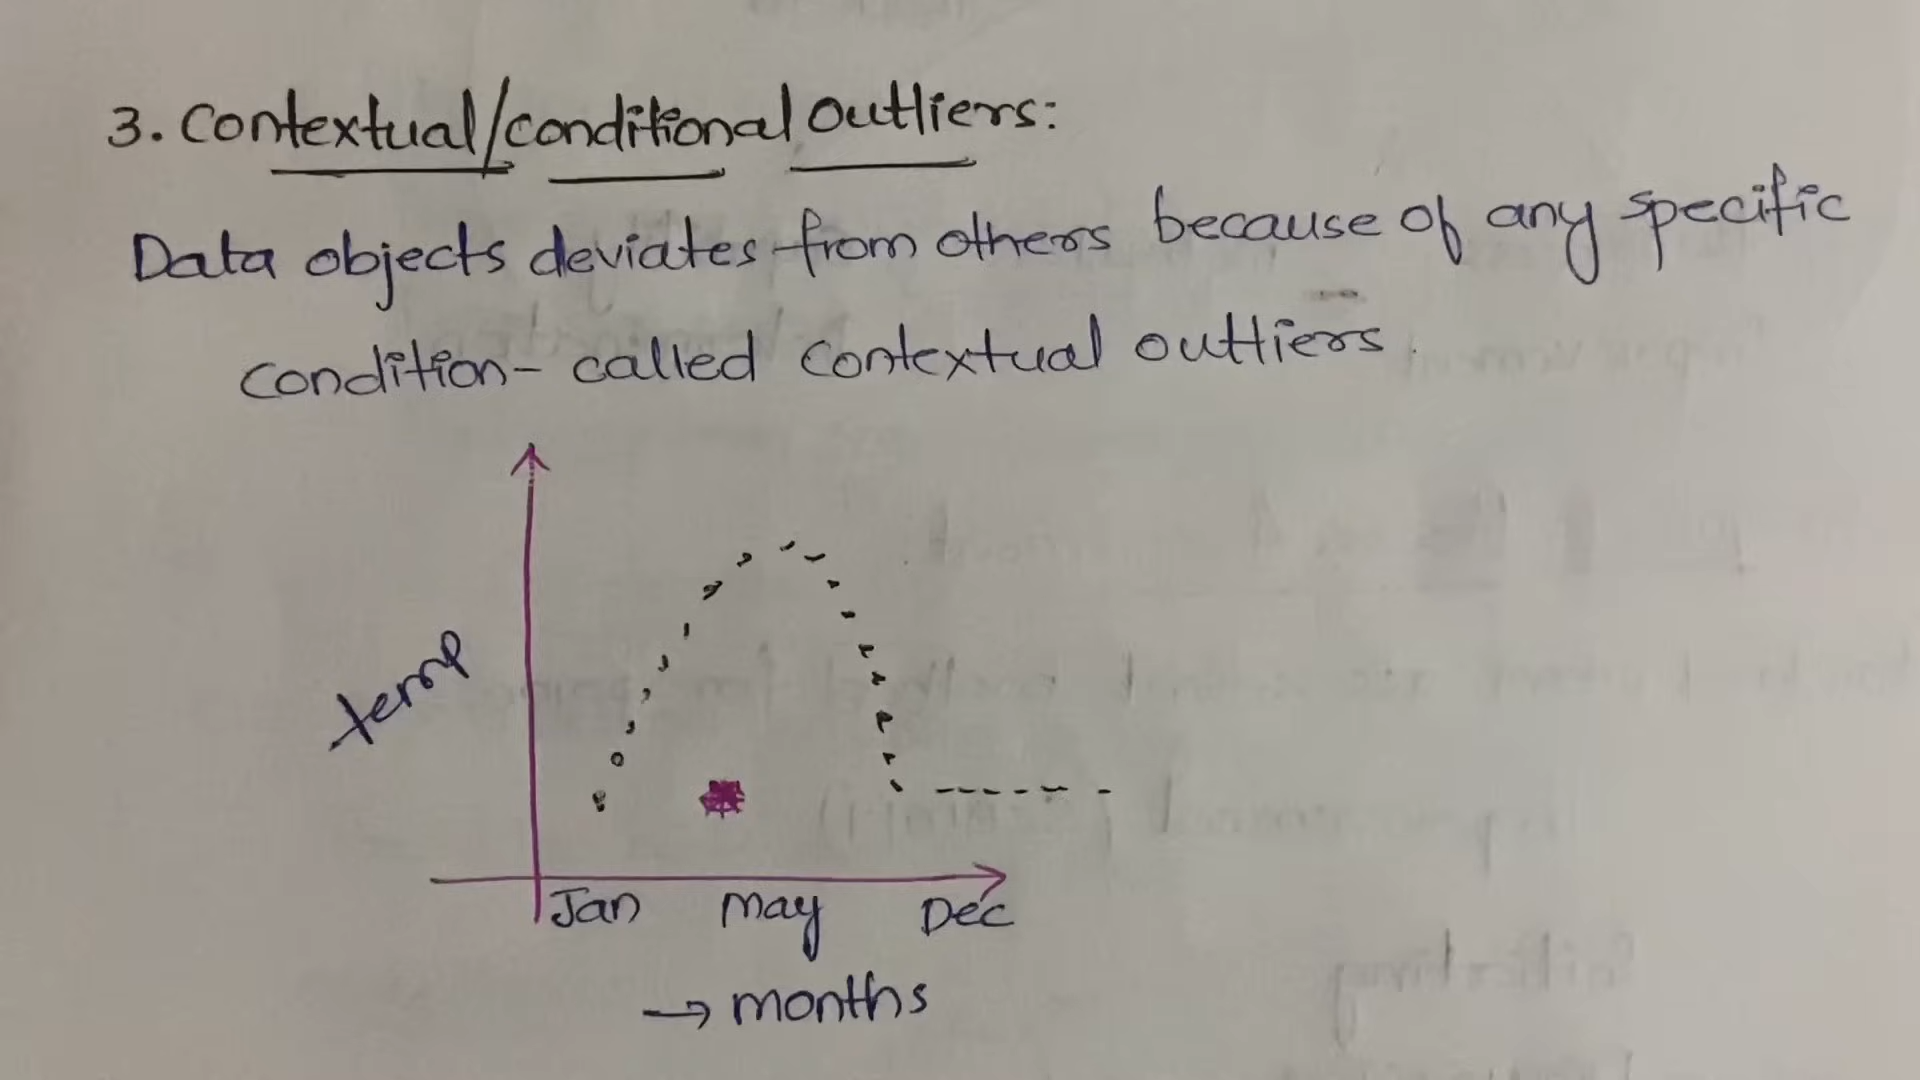 3. Contextual/conditional outliers:
Data objects deviates from others because of any specific
condition- called contextual outliers.
temp
Jan May Dec
→ months